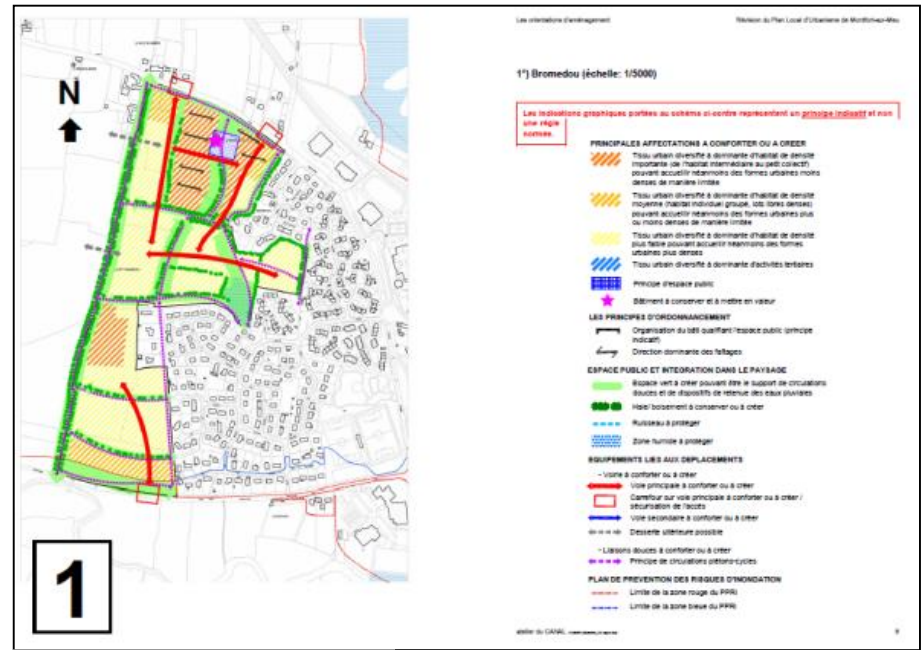 Les orientations d'aménagement
Révision du Plan Local d'Urbanisme de Montfort-sur-Meu
N
1
1°) Bromedou (échelle: 1/5000)
Les indications graphiques portées au schéma ci-contre représentent un principe indicatif et non
une règle
normée.
PRINCIPALES AFFECTATIONS A CONFORTER OU A CREER
Tissu urbain diversifié à dominante d'habitat de densité
importante (de l'habitat intermédiaire au petit collectif)
pouvant accueillir néanmoins des formes urbaines moins
denses de manière limitée
Tissu urbain diversifié à dominante d'habitat de densité
moyenne (habitat individuel groupé, lots libres denses)
pouvant accueillir néanmoins des formes urbaines plus
ou moins denses de manière limitée
Tissu urbain diversifié à dominante d'habitat de densité
plus faible pouvant accueillir néanmoins des formes
urbaines plus denses
Tissu urbain diversifié à dominante d'activités tertiaires
Principe d'espace public
Bâtiment à conserver et à mettre en valeur
LES PRINCIPES D'ORDONNANCEMENT
Organisation du bâti qualifiant l'espace public (principe
indicatif)
Direction dominante des faîtages
ESPACE PUBLIC ET INTEGRATION DANS LE PAYSAGE
Espace vert à créer pouvant être le support de circulations
douces et de dispositifs de retenue des eaux pluviales
Haie/ boisement à conserver ou à créer
Ruisseau à protéger
Zone humide à protéger
EQUIPEMENTS LIES AUX DEPLACEMENTS
- Voirie à conforter ou à créer
Voie principale à conforter ou à créer
Carrefour sur voie principale à conforter ou à créer /
sécurisation de l'accès
Voie secondaire à conforter ou à créer
Desserte ultérieure possible
- Liaisons douces à conforter ou à créer
Principe de circulations piétons-cycles
PLAN DE PREVENTION DES RISQUES D'INONDATION
Limite de la zone rouge du PPRI
Limite de la zone bleue du PPRI
atelier du CANAL